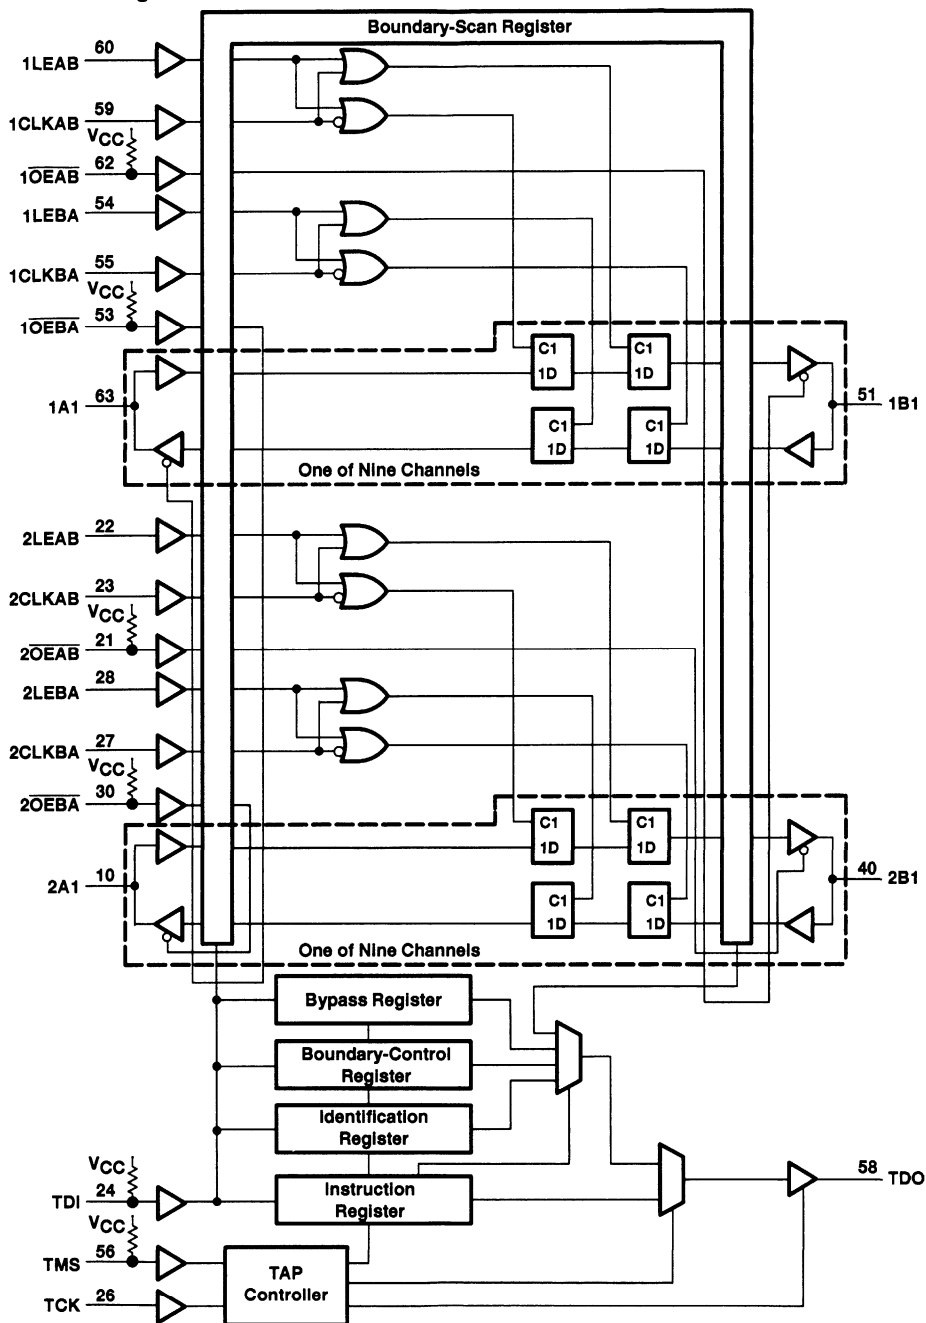 Boundary-Scan Register
1LEAB 60
1CLKAB 59
VCC
1OEAB 62
1LEBA 54
1CLKBA 55
VCC
1OEBA 53
C1
1D
C1
1D
1A1 63
51 1B1
C1
1D
C1
1D
One of Nine Channels
2LEAB 22
2CLKAB 23
VCC
2OEAB 21
2LEBA 28
2CLKBA 27
VCC
2OEBA 30
C1
1D
C1
1D
2A1 10
40 2B1
C1
1D
C1
1D
One of Nine Channels
Bypass Register
Boundary-Control
Register
Identification
Register
VCC
TDI 24
Instruction
Register
58 TDO
VCC
TMS 56
TAP
Controller
TCK 26